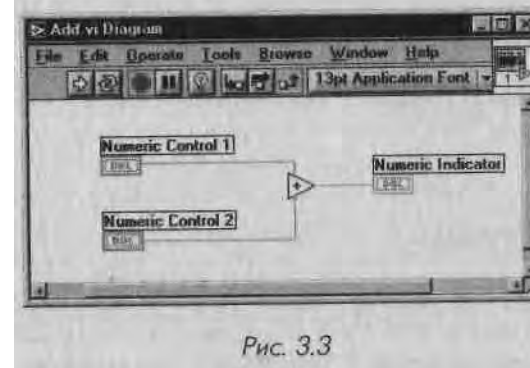 Add.vi Diagram
File Edit Operate Tools Browse Window Help
13pt Application Font
Numeric Control 1
DBL
Numeric Indicator
DBL
Numeric Control 2
DBL
Рис. 3.3